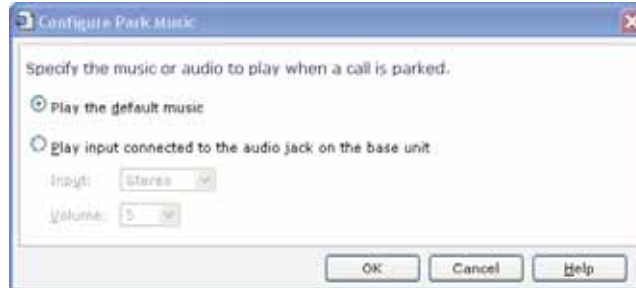 Configure Park Music
Specify the music or audio to play when a call is parked.
Play the default music
Play input connected to the audio jack on the base unit
Input: Stereo
Volume: 5
OK Cancel Help